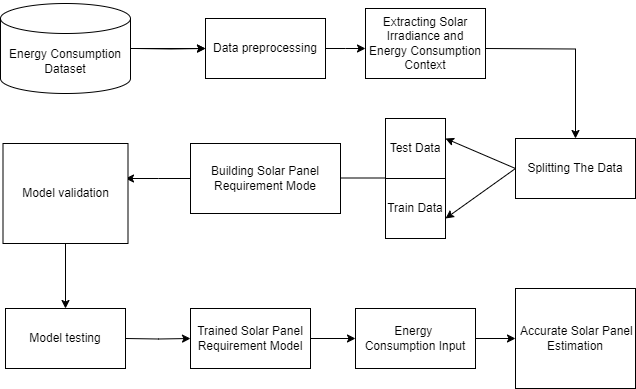 Energy Consumption
Dataset
Data preprocessing
Extracting Solar
Irradiance and
Energy Consumption
Context
Splitting The Data
Test Data
Train Data
Building Solar Panel
Requirement Mode
Model validation
Model testing
Trained Solar Panel
Requirement Model
Energy
Consumption Input
Accurate Solar Panel
Estimation